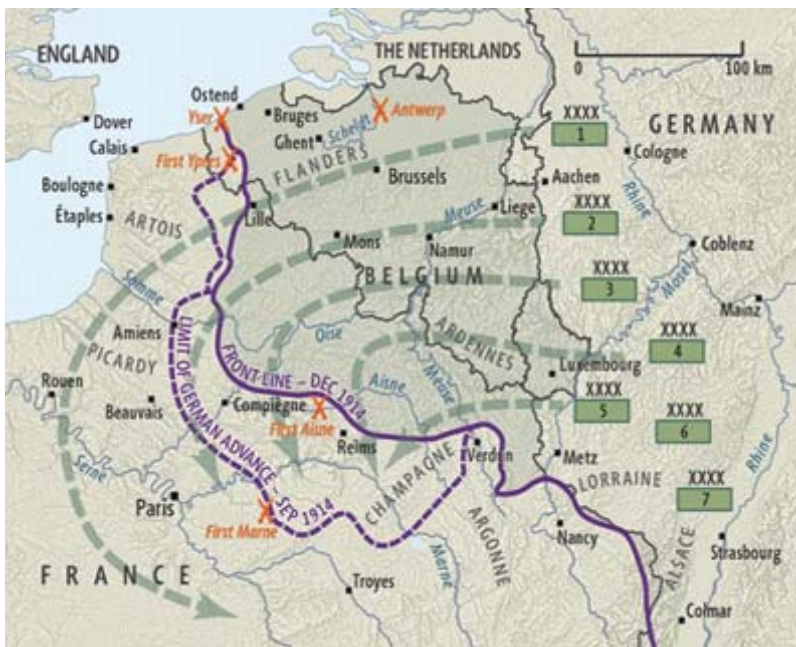 ENGLAND
THE NETHERLANDS
0 100 km
Ostend
Yser
Bruges
Antwerp
XXXX
1
GERMANY
Dover
Calais
Ghent
Scheldt
First Ypres
FLANDERS
Cologne
Brussels
Aachen
Rhine
Boulogne
Étaples
ARTOIS
Lille
Meuse
Liege
XXXX
2
Mons
Namur
Coblenz
BELGIUM
XXXX
3
Mosel
Somme
Mainz
Amiens
Oise
ARDENNES
XXXX
4
PICARDY
LIMIT OF GERMAN ADVANCE – SEP 1914
FRONT-LINE – DEC 1914
Aisne
Meuse
Luxembourg
Rouen
Beauvais
Compiègne
First Aisne
XXXX
5
XXXX
6
Reims
Verdun
Rhine
Seine
Metz
CHAMPAGNE
LORRAINE
XXXX
7
Paris
First Marne
ARGONNE
Nancy
Strasbourg
Marne
ALSACE
FRANCE
Troyes
Colmar